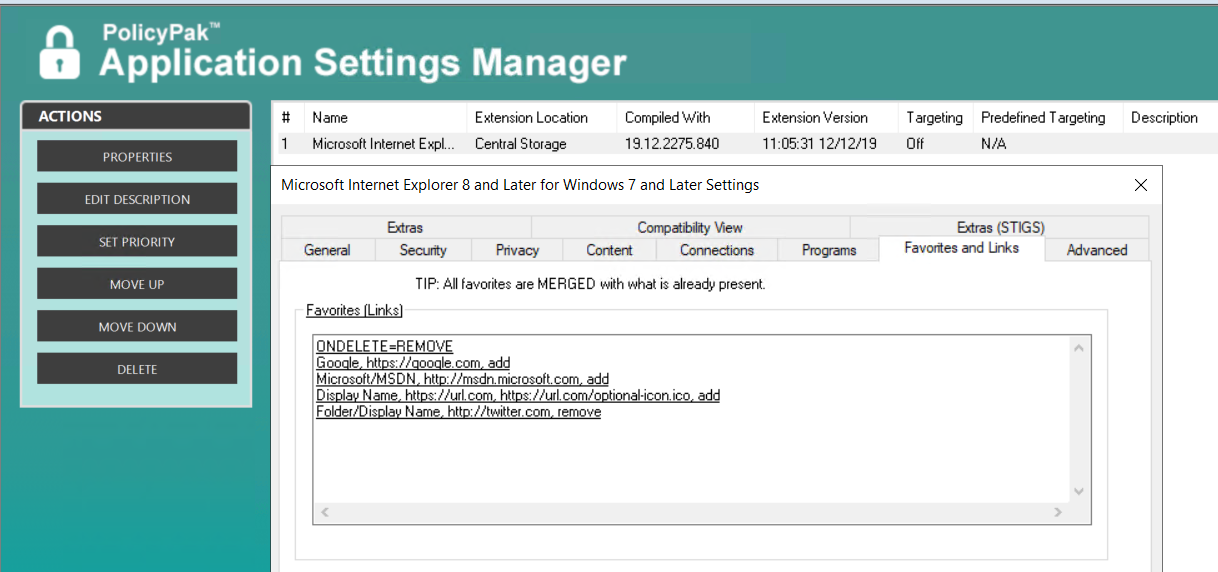 PolicyPak™
Application Settings Manager
ACTIONS
PROPERTIES
EDIT DESCRIPTION
SET PRIORITY
MOVE UP
MOVE DOWN
DELETE
# Name Extension Location Compiled With Extension Version Targeting Predefined Targeting Description
1 Microsoft Internet Expl... Central Storage 19.12.2275.840 11:05:31 12/12/19 Off N/A
Microsoft Internet Explorer 8 and Later for Windows 7 and Later Settings
Extras Compatibility View Extras (STIGS)
General Security Privacy Content Connections Programs Favorites and Links Advanced
TIP: All favorites are MERGED with what is already present.
Favorites (Links)
ONDELETE=REMOVE
Google, https://google.com, add
Microsoft/MSDN, http://msdn.microsoft.com, add
Display Name, https://url.com, https://url.com/optional-icon.ico, add
Folder/Display Name, http://twitter.com, remove